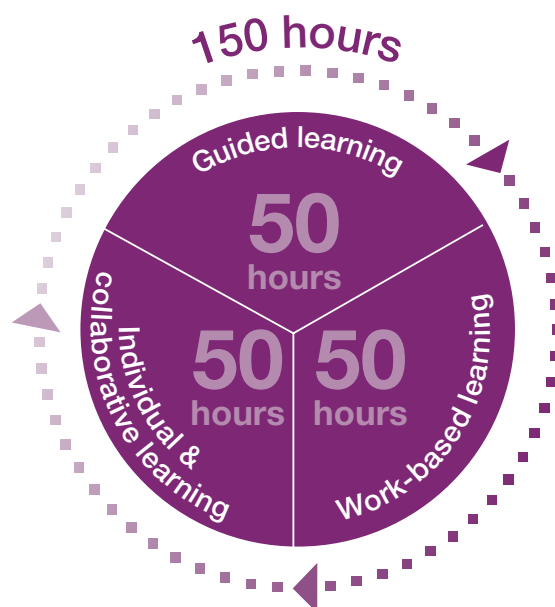 150 hours
Guided learning
50
hours
Individual &
collaborative learning
50
hours
50
hours
Work-based learning